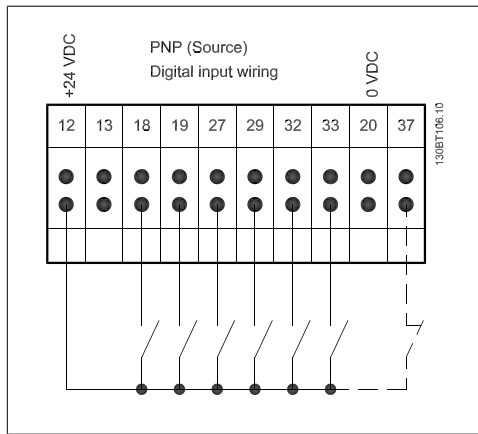 +24 VDC
PNP (Source)
Digital input wiring
0 VDC
12 13 18 19 27 29 32 33 20 37
130BT106.10